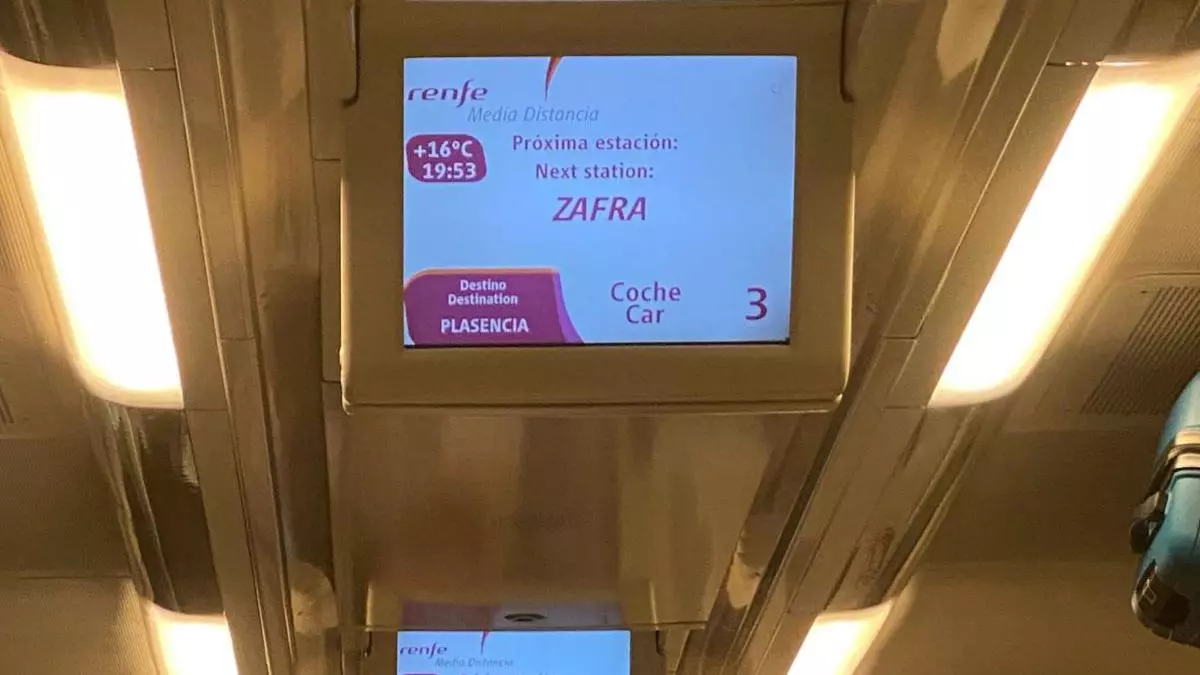 renfe
Media Distancia
+16°C
19:53
Próxima estación:
Next station:
ZAFRA
Destino
Destination
PLASENCIA
Coche
Car
3
renfe
Media Distancia